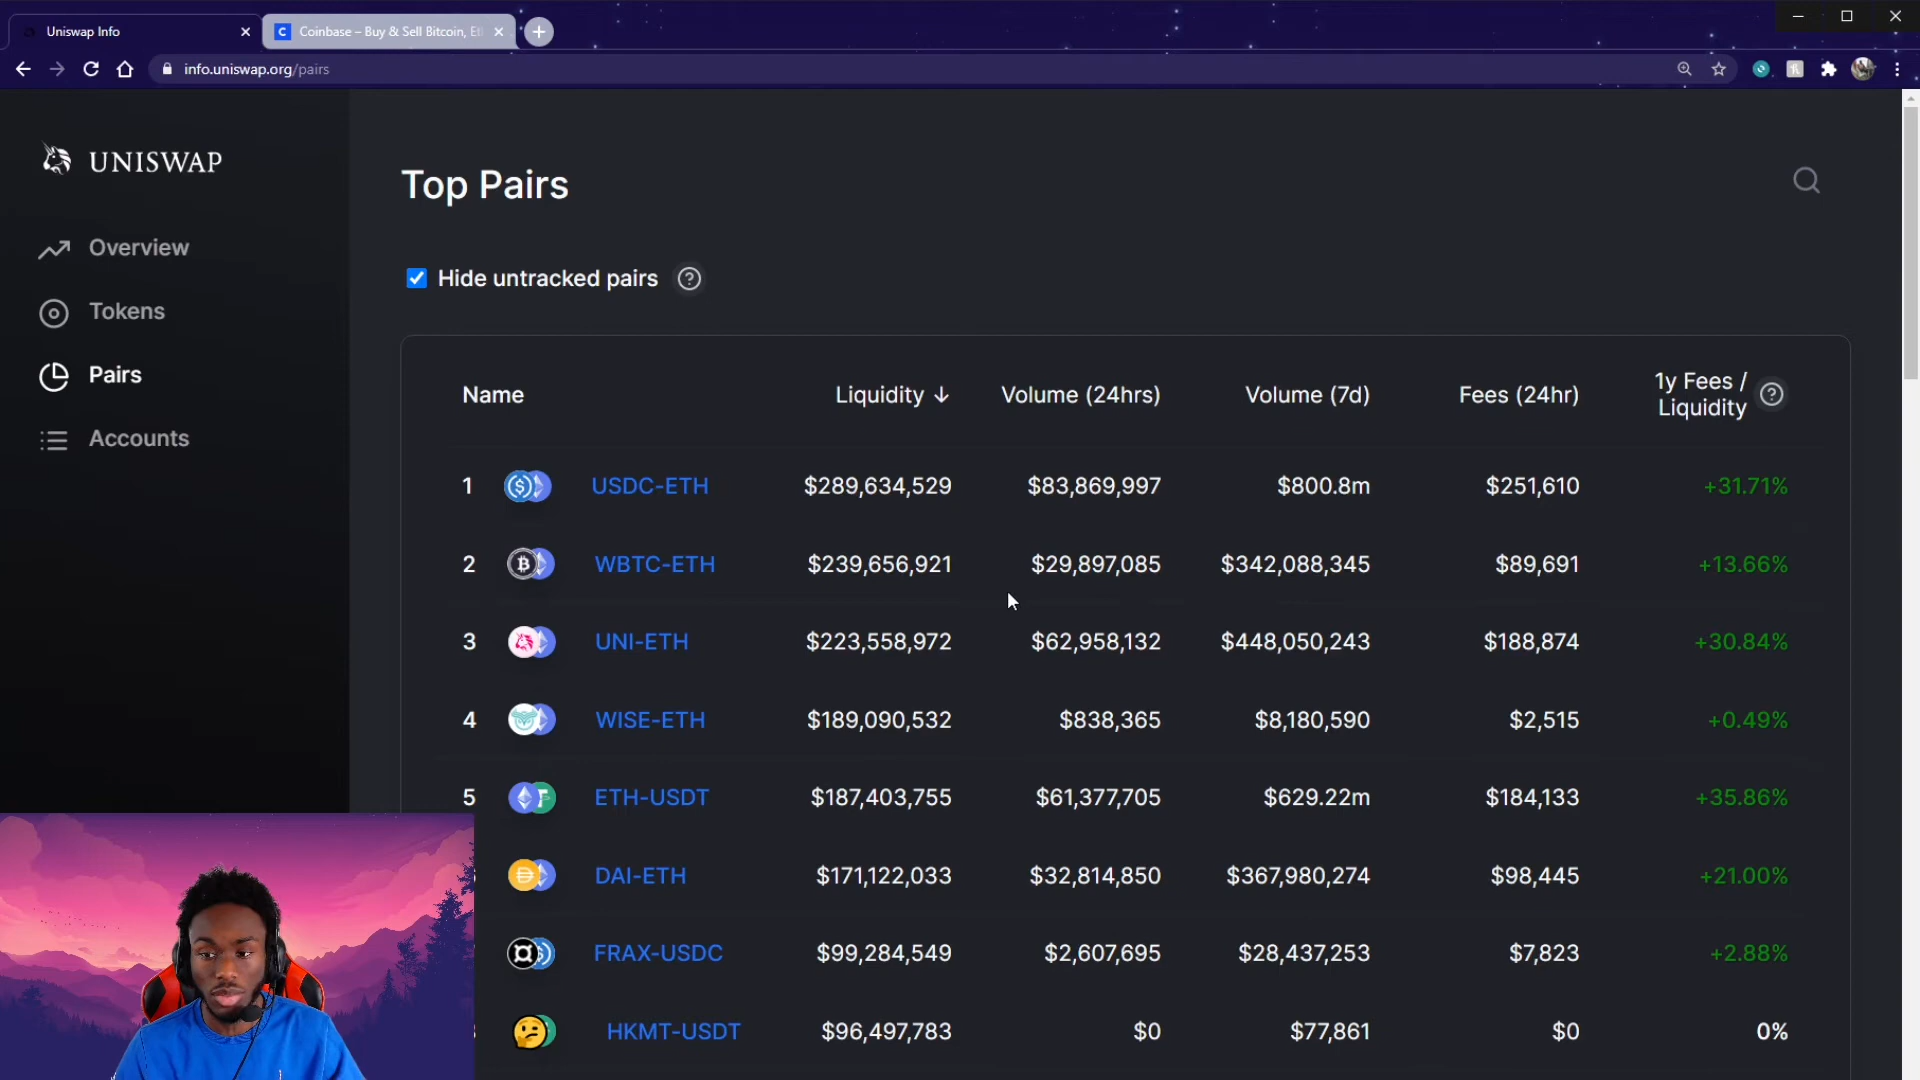 Uniswap Info
Coinbase – Buy & Sell Bitcoin, Et
info.uniswap.org/pairs
UNISWAP
Overview
Tokens
Pairs
Accounts
Top Pairs
Hide untracked pairs ?
Name Liquidity ↓ Volume (24hrs) Volume (7d) Fees (24hr) 1y Fees / Liquidity ?
1 USDC-ETH $289,634,529 $83,869,997 $800.8m $251,610 +31.71%
2 WBTC-ETH $239,656,921 $29,897,085 $342,088,345 $89,691 +13.66%
3 UNI-ETH $223,558,972 $62,958,132 $448,050,243 $188,874 +30.84%
4 WISE-ETH $189,090,532 $838,365 $8,180,590 $2,515 +0.49%
5 ETH-USDT $187,403,755 $61,377,705 $629.22m $184,133 +35.86%
DAI-ETH $171,122,033 $32,814,850 $367,980,274 $98,445 +21.00%
FRAX-USDC $99,284,549 $2,607,695 $28,437,253 $7,823 +2.88%
HKMT-USDT $96,497,783 $0 $77,861 $0 0%